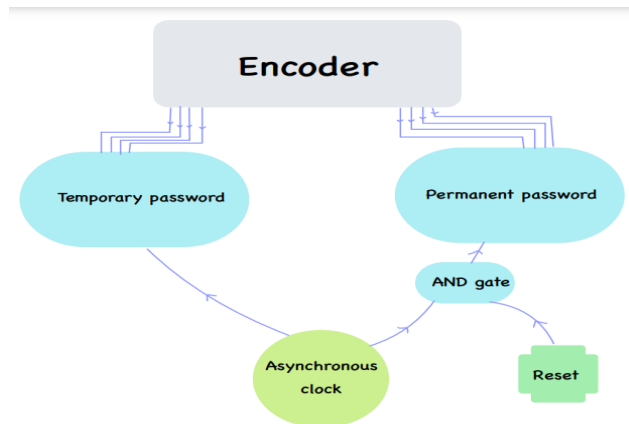 Encoder
Temporary password
Permanent password
AND gate
Asynchronous
clock
Reset